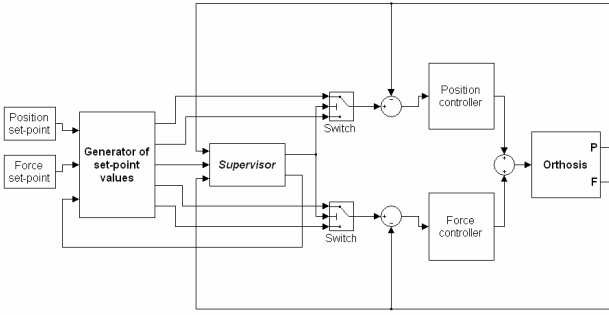 Position
set-point
Force
set-point
Generator of
set-point
values
Supervisor
Switch
Switch
+
−
+
−
Position
controller
Force
controller
+
+
Orthosis
P
F